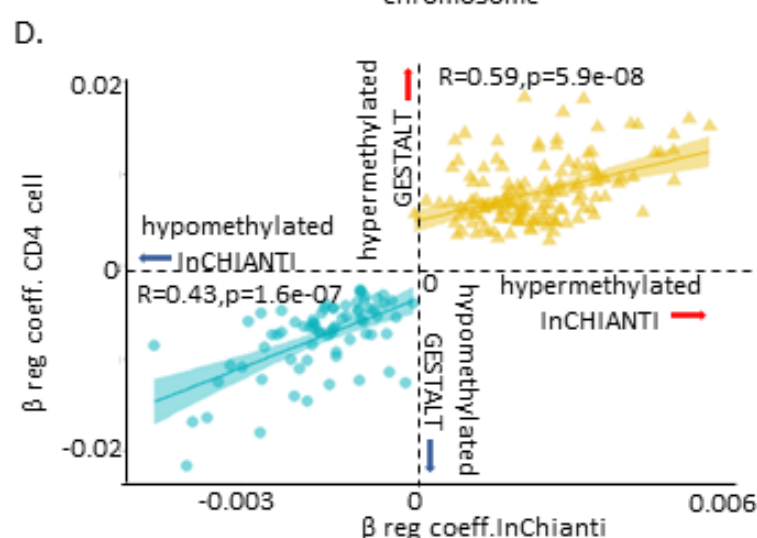 chromosome
D.
0.02
0
-0.02
β reg coeff. CD4 cell
hypermethylated
GESTALT
R=0.59,p=5.9e-08
hypomethylated
InCHIANTI
R=0.43,p=1.6e-07
0
hypermethylated
InCHIANTI
GESTALT
hypomethylated
-0.003
0
0.006
β reg coeff.InChianti